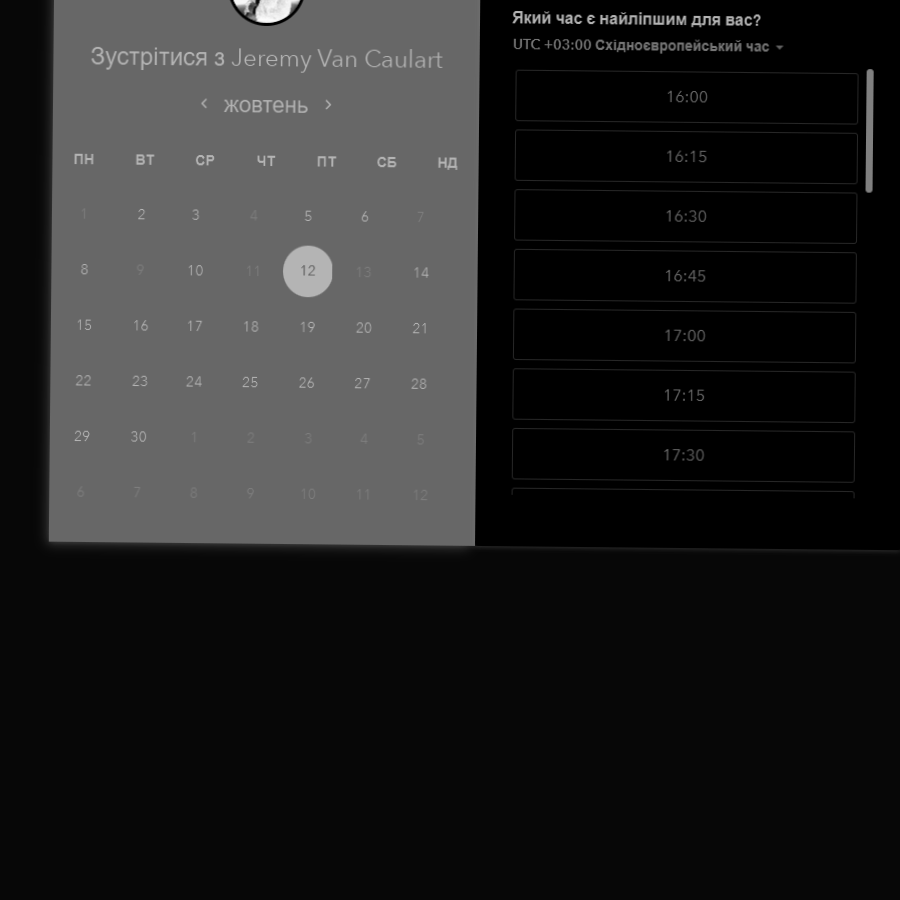 Зустрітися з Jeremy Van Caulart
жовтень
ПН ВТ СР ЧТ ПТ СБ НД
1 2 3 4 5 6 7
8 9 10 11 12 13 14
15 16 17 18 19 20 21
22 23 24 25 26 27 28
29 30 1 2 3 4 5
6 7 8 9 10 11 12
Який час є найліпшим для вас?
UTC +03:00 Східноєвропейський час
16:00
16:15
16:30
16:45
17:00
17:15
17:30